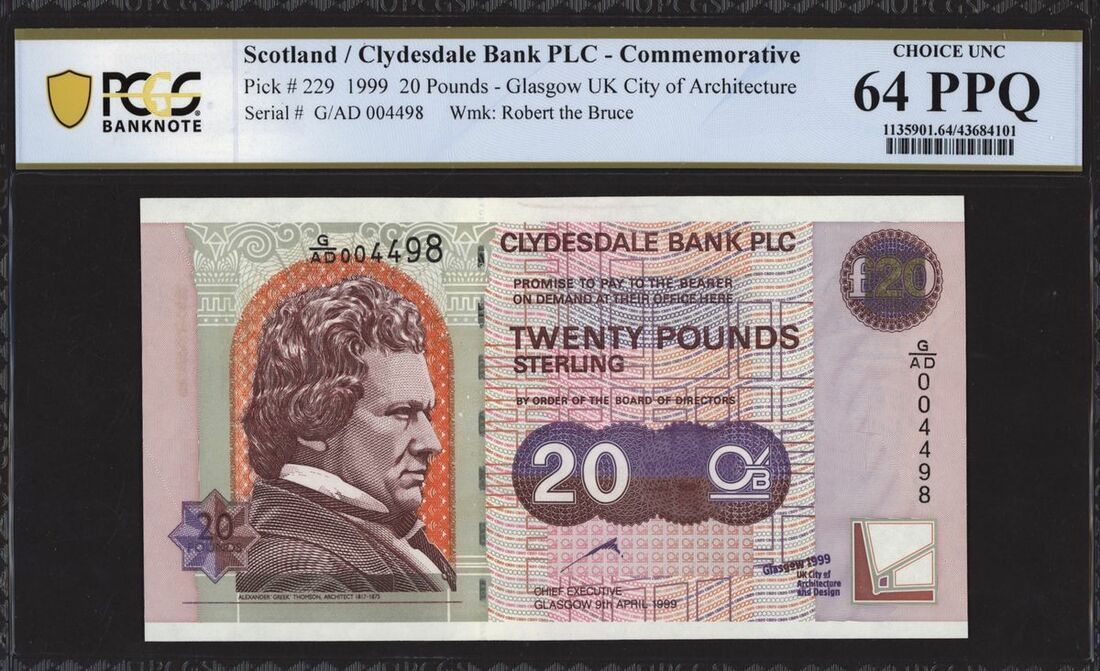 PCGS
BANKNOTE
Scotland / Clydesdale Bank PLC - Commemorative
Pick # 229 1999 20 Pounds - Glasgow UK City of Architecture
Serial # G/AD 004498 Wmk: Robert the Bruce
CHOICE UNC
64 PPQ
1135901.64/43684101
G/AD 004498
CLYDESDALE BANK PLC
PROMISE TO PAY TO THE BEARER
ON DEMAND AT THEIR OFFICE HERE
TWENTY POUNDS
STERLING
BY ORDER OF THE BOARD OF DIRECTORS
20 CB
£20
G/AD 004498
20
CHIEF EXECUTIVE
GLASGOW 9TH APRIL 1999
Glasgow 1999
UK City of
Architecture
and Design
ALEXANDER 'GREEK' THOMSON, ARCHITECT 1817-1875